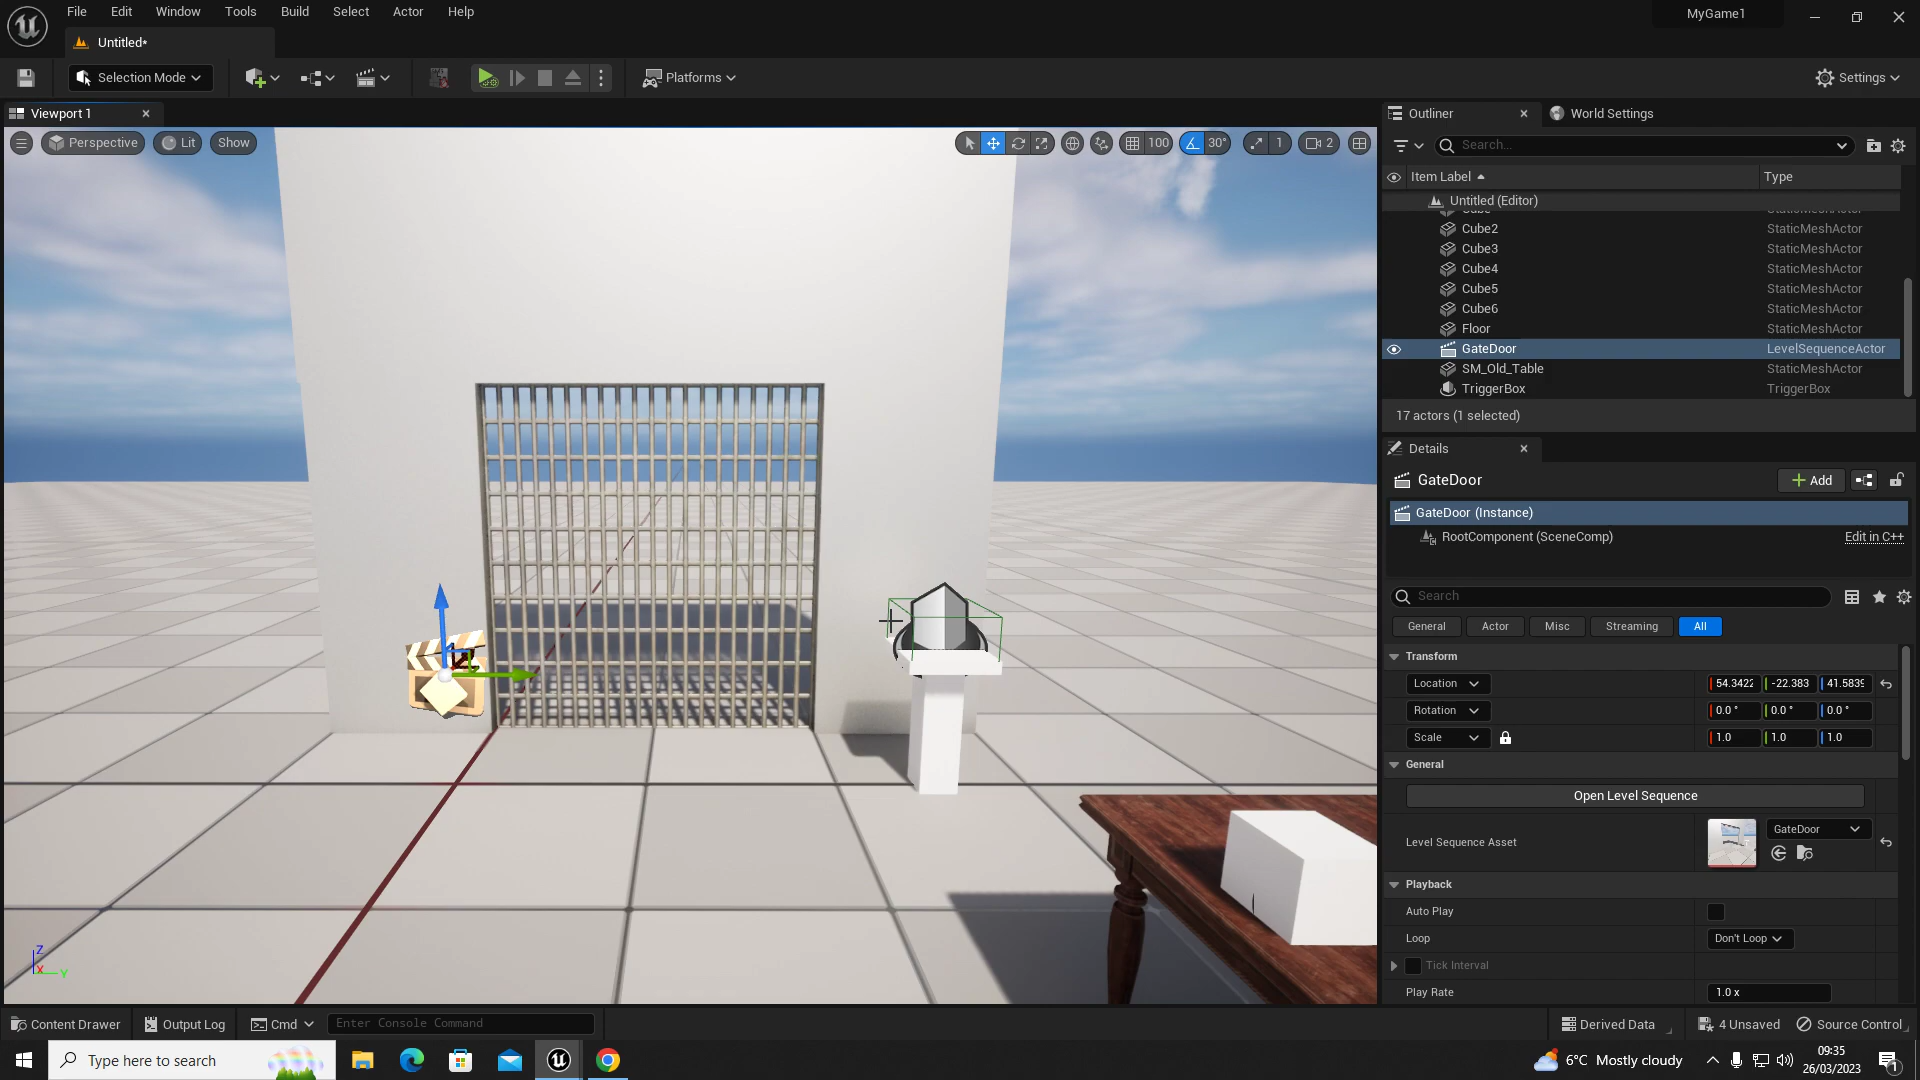 File Edit Window Tools Build Select Actor Help
MyGame1
Untitled*
Selection Mode
Platforms
Settings
Viewport 1
Perspective
Lit
Show
100
30°
1
2
Outliner
World Settings
Search...
Item Label
Type
Untitled (Editor)
Cube2 StaticMeshActor
Cube3 StaticMeshActor
Cube4 StaticMeshActor
Cube5 StaticMeshActor
Cube6 StaticMeshActor
Floor StaticMeshActor
GateDoor LevelSequenceActor
SM_Old_Table StaticMeshActor
TriggerBox TriggerBox
17 actors (1 selected)
Details
GateDoor
Add
GateDoor (Instance)
RootComponent (SceneComp) Edit in C++
Search
General Actor Misc Streaming All
Transform
Location 54.3422 -22.383 41.5839
Rotation 0.0° 0.0° 0.0°
Scale 1.0 1.0 1.0
General
Open Level Sequence
Level Sequence Asset GateDoor
Playback
Auto Play
Loop Don't Loop
Tick Interval
Play Rate 1.0 x
Z
X
Y
Content Drawer
Output Log
Cmd
Enter Console Command
Derived Data
4 Unsaved
Source Control
Type here to search
6°C Mostly cloudy
09:35
26/03/2023
1